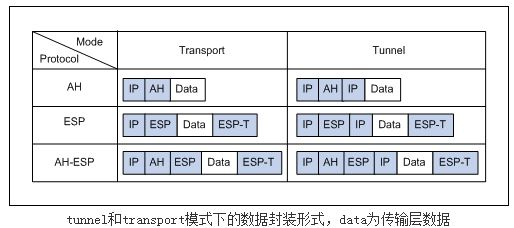 Mode
Protocol
Transport
Tunnel
AH
IP AH Data
IP AH IP Data
ESP
IP ESP Data ESP-T
IP ESP IP Data ESP-T
AH-ESP
IP AH ESP Data ESP-T
IP AH ESP IP Data ESP-T
tunnel和transport模式下的数据封装形式，data为传输层数据